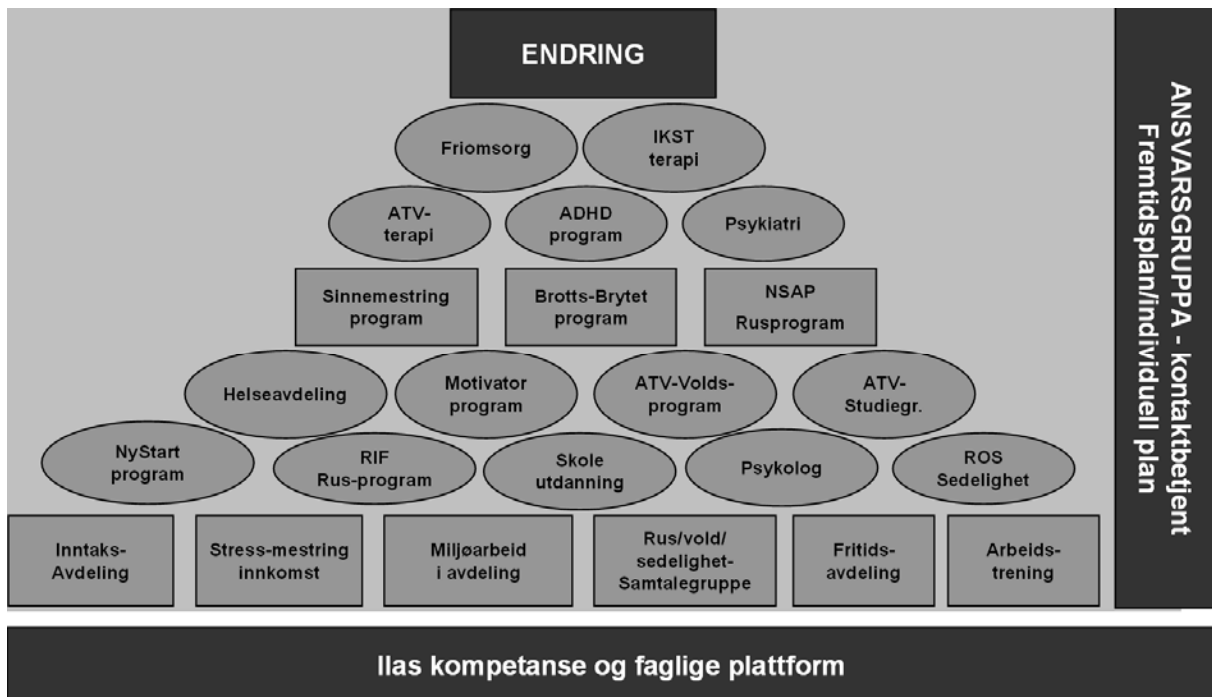 ENDRING
Friomsorg
IKST
terapi
ATV-
terapi
ADHD
program
Psykiatri
Sinnemestring
program
Brotts-Brytet
program
NSAP
Rusprogram
Helseavdeling
Motivator
program
ATV-Volds-
program
ATV-
Studiegr.
NyStart
program
RIF
Rus-program
Skole
utdanning
Psykolog
ROS
Sedelighet
Inntaks-
Avdeling
Stress-mestring
innkomst
Miljøarbeid
i avdeling
Rus/vold/
sedelighet-
Samtalegruppe
Fritids-
avdeling
Arbeids-
trening
ANSVARSGRUPPA - kontaktbetjent
Fremtidsplan/individuell plan
Ilas kompetanse og faglige plattform